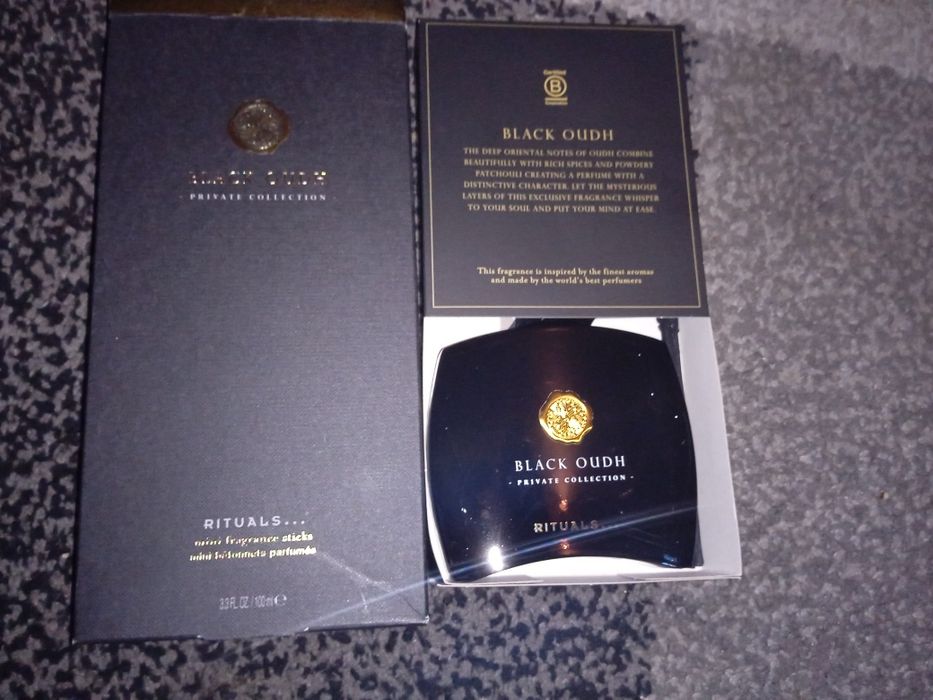 BLACK OUDH
- PRIVATE COLLECTION -
RITUALS...
mini fragrance sticks
mini bâtonnets parfumés
3.3 FL. OZ. / 100 ml ℮
Certified
B
Corporation
BLACK OUDH
THE DEEP ORIENTAL NOTES OF OUDH COMBINE
BEAUTIFULLY WITH RICH SPICES AND POWDERY
PATCHOULI CREATING A PERFUME WITH A
DISTINCTIVE CHARACTER. LET THE MYSTERIOUS
LAYERS OF THIS EXCLUSIVE FRAGRANCE WHISPER
TO YOUR SOUL AND PUT YOUR MIND AT EASE.
This fragrance is inspired by the finest aromas
and made by the world's best perfumers
BLACK OUDH
- PRIVATE COLLECTION -
RITUALS...